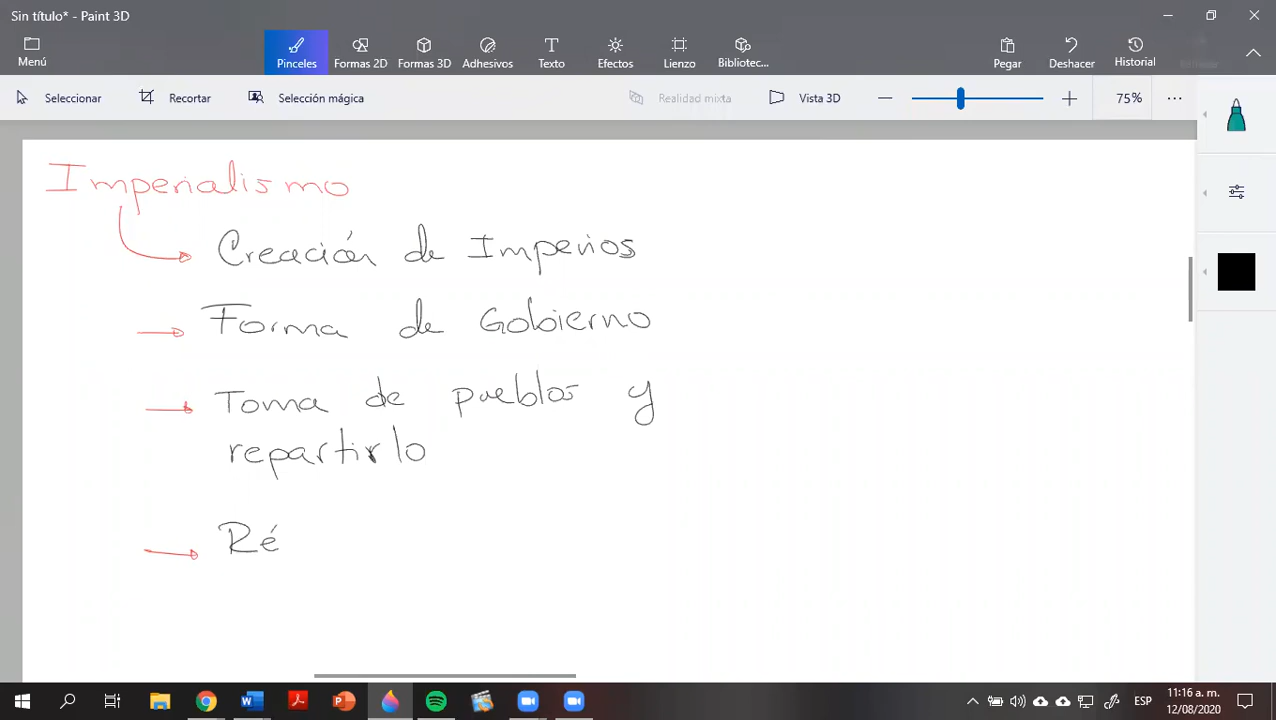 Sin título* - Paint 3D
Menú
Pinceles
Formas 2D
Formas 3D
Adhesivos
Texto
Efectos
Lienzo
Bibliotec...
Pegar
Deshacer
Historial
Seleccionar
Recortar
Selección mágica
Realidad mixta
Vista 3D
75%
Imperialismo
Creación de Imperios
Forma de Gobierno
Toma de pueblos y
repartirlo
Ré
ESP
11:16 a. m.
12/08/2020